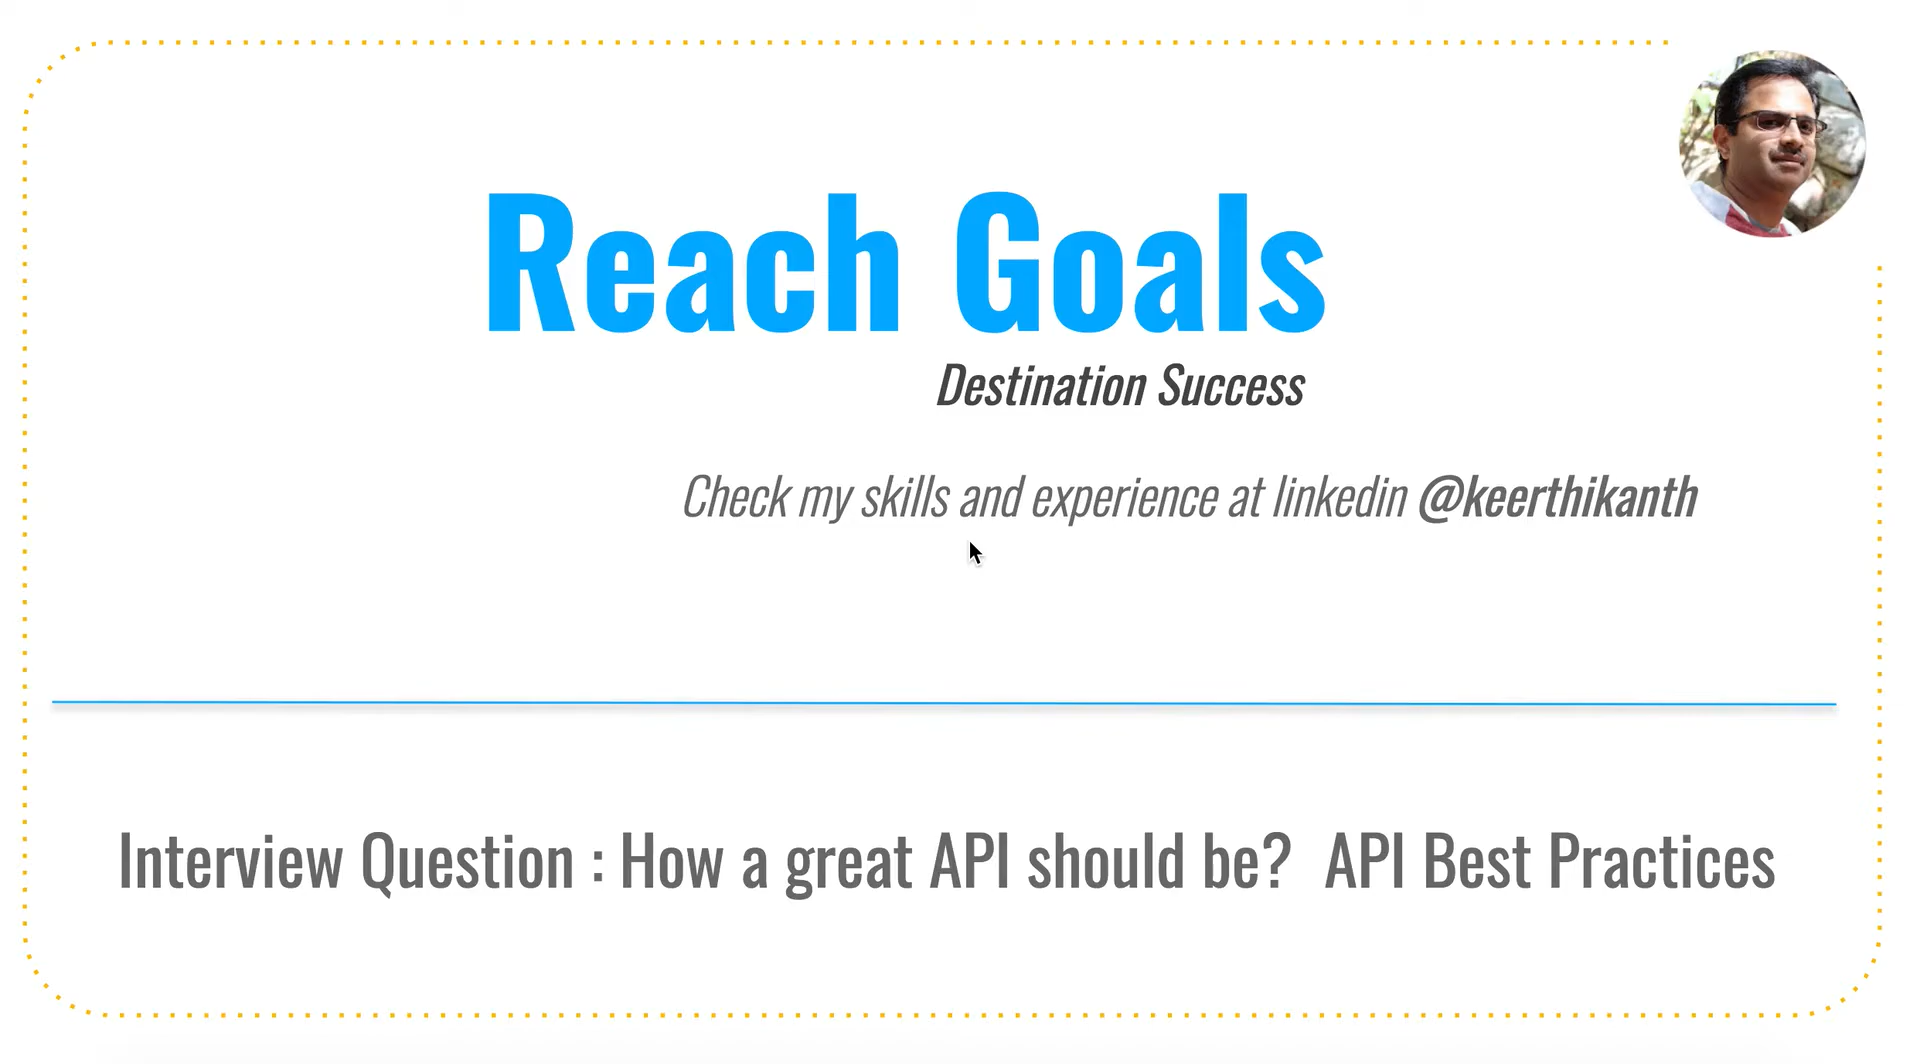 Reach Goals
Destination Success
Check my skills and experience at linkedin @keerthikanth
Interview Question : How a great API should be?  API Best Practices